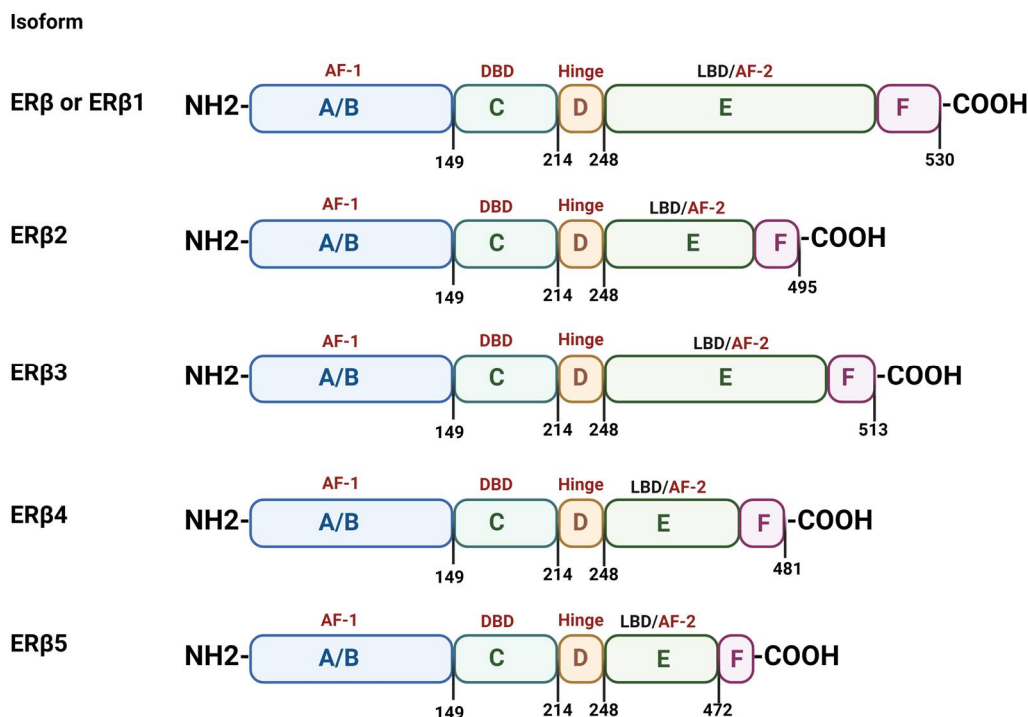 Isoform
AF-1 DBD Hinge LBD/AF-2
ERβ or ERβ1 NH2- A/B C D E F -COOH
149 214 248 530
AF-1 DBD Hinge LBD/AF-2
ERβ2 NH2- A/B C D E F -COOH
149 214 248 495
AF-1 DBD Hinge LBD/AF-2
ERβ3 NH2- A/B C D E F -COOH
149 214 248 513
AF-1 DBD Hinge LBD/AF-2
ERβ4 NH2- A/B C D E F -COOH
149 214 248 481
AF-1 DBD Hinge LBD/AF-2
ERβ5 NH2- A/B C D E F -COOH
149 214 248 472